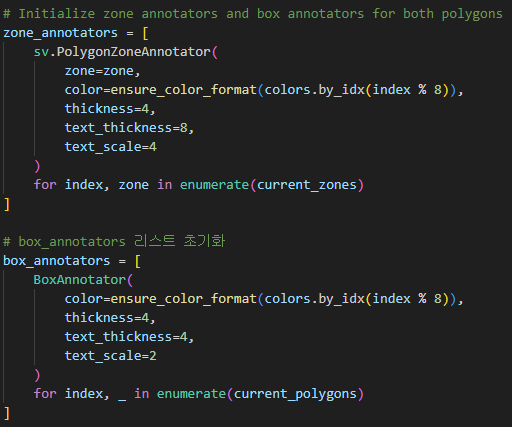 # Initialize zone annotators and box annotators for both polygons
zone_annotators = [
    sv.PolygonZoneAnnotator(
        zone=zone,
        color=ensure_color_format(colors.by_idx(index % 8)),
        thickness=4,
        text_thickness=8,
        text_scale=4
    )
    for index, zone in enumerate(current_zones)
]

# box_annotators 리스트 초기화
box_annotators = [
    BoxAnnotator(
        color=ensure_color_format(colors.by_idx(index % 8)),
        thickness=4,
        text_thickness=4,
        text_scale=2
    )
    for index, _ in enumerate(current_polygons)
]